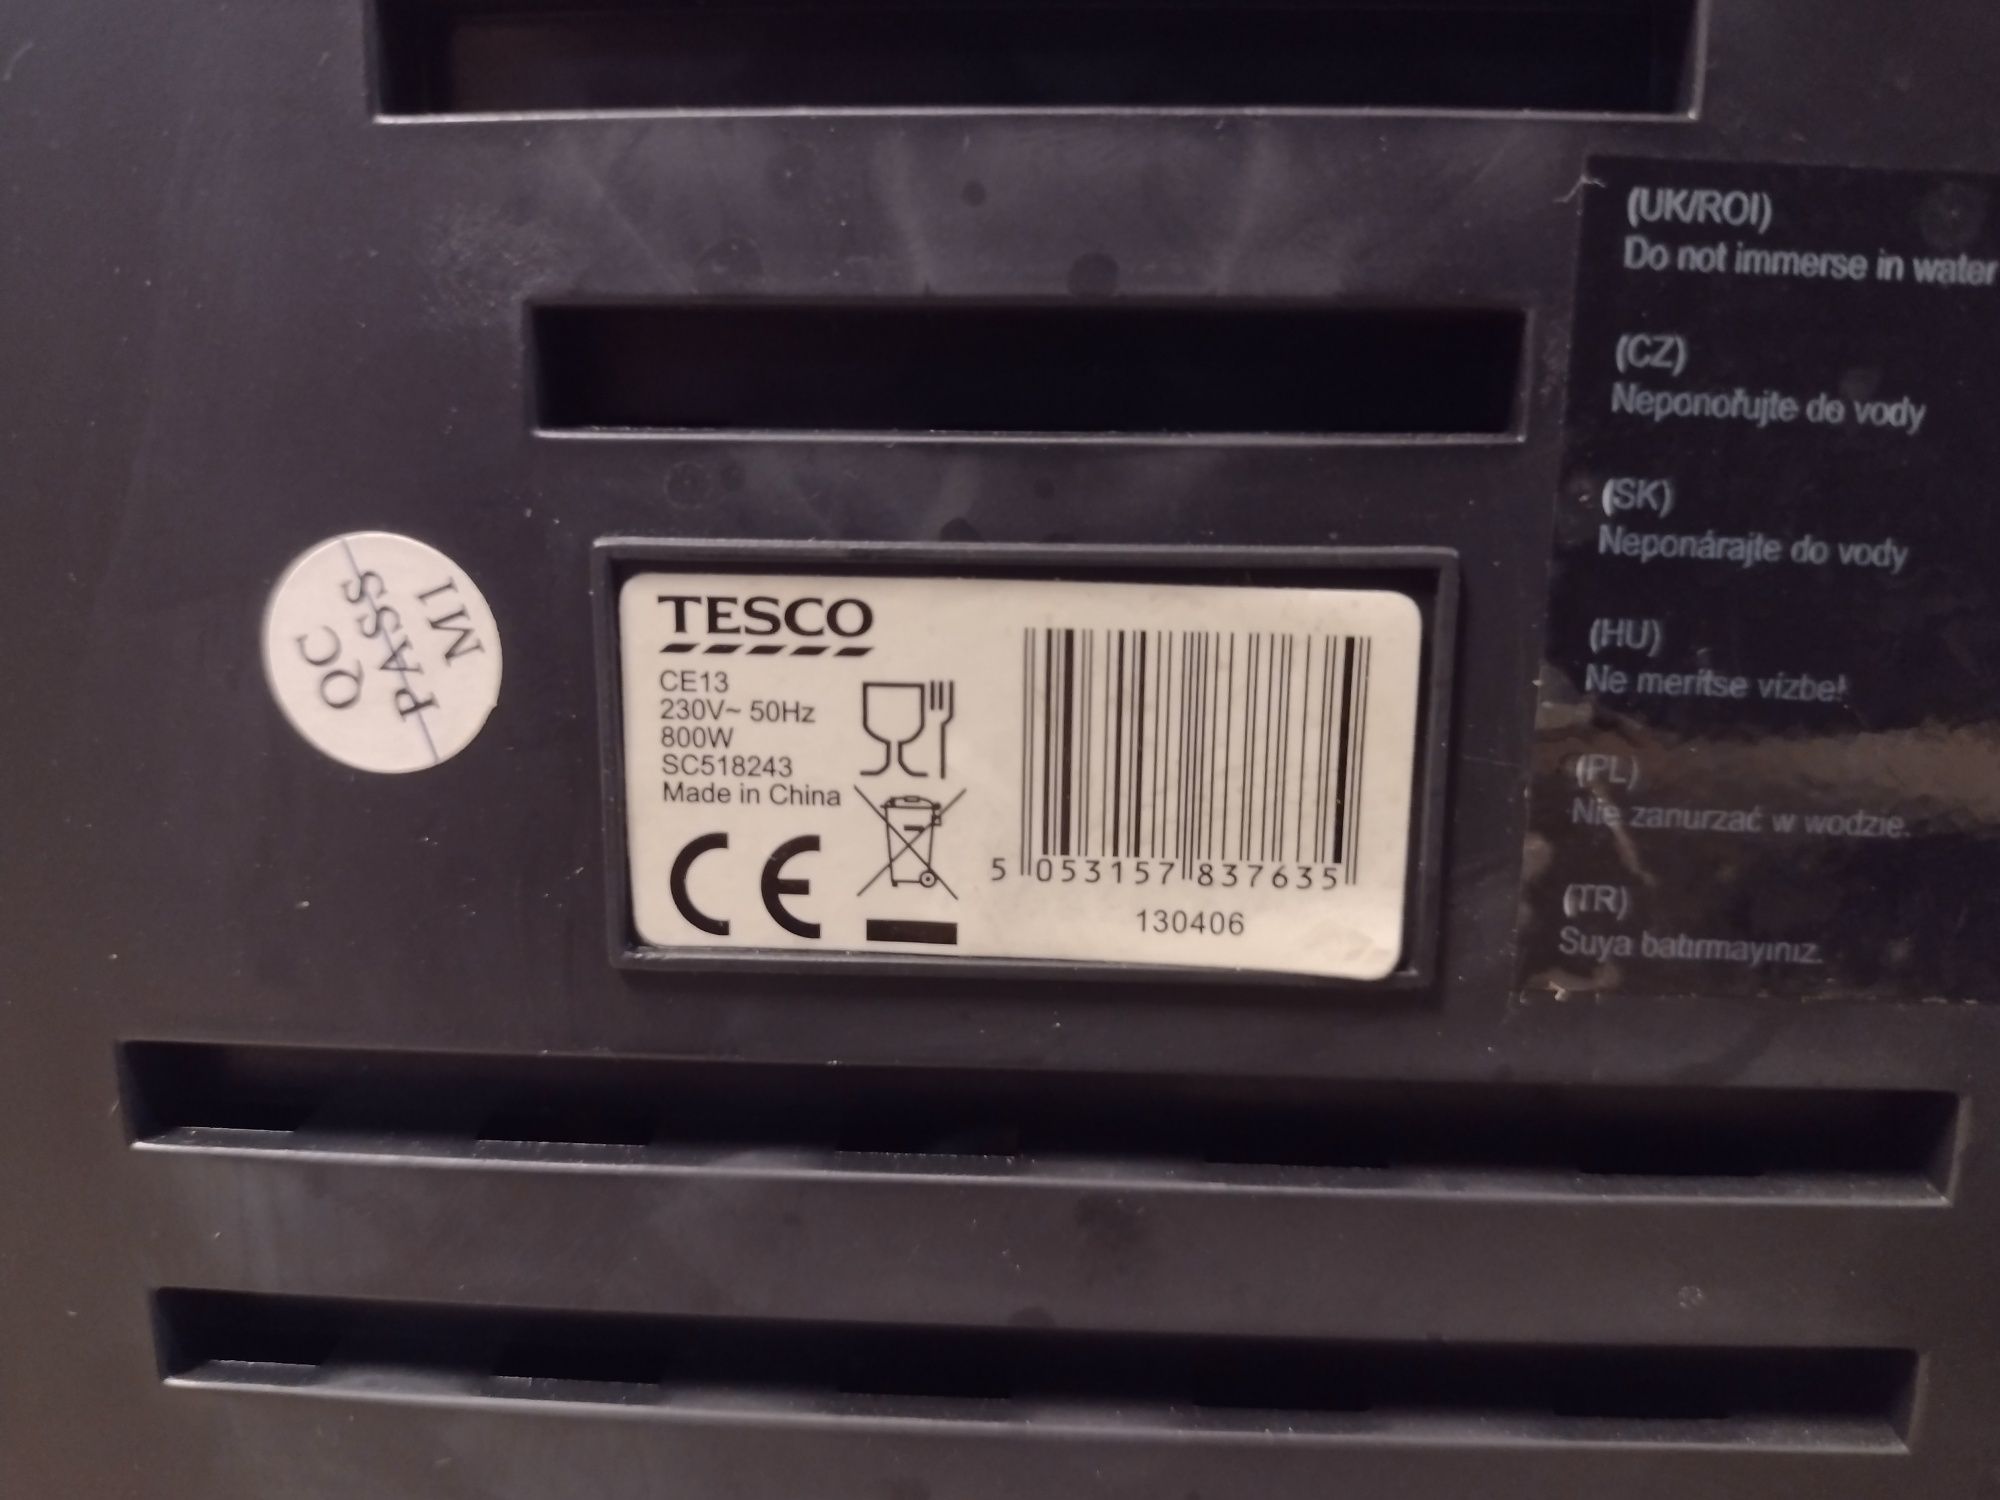 (UK/ROI)
Do not immerse in water
(CZ)
Neponořujte do vody
(SK)
Neponárajte do vody
(HU)
Ne merítse vízbe!
(PL)
Nie zanurzać w wodzie.
(TR)
Suya batırmayınız.
QC
PASS
M11
TESCO
CE13
230V~ 50Hz
800W
SC518243
Made in China
CE
5 053157 837635
130406